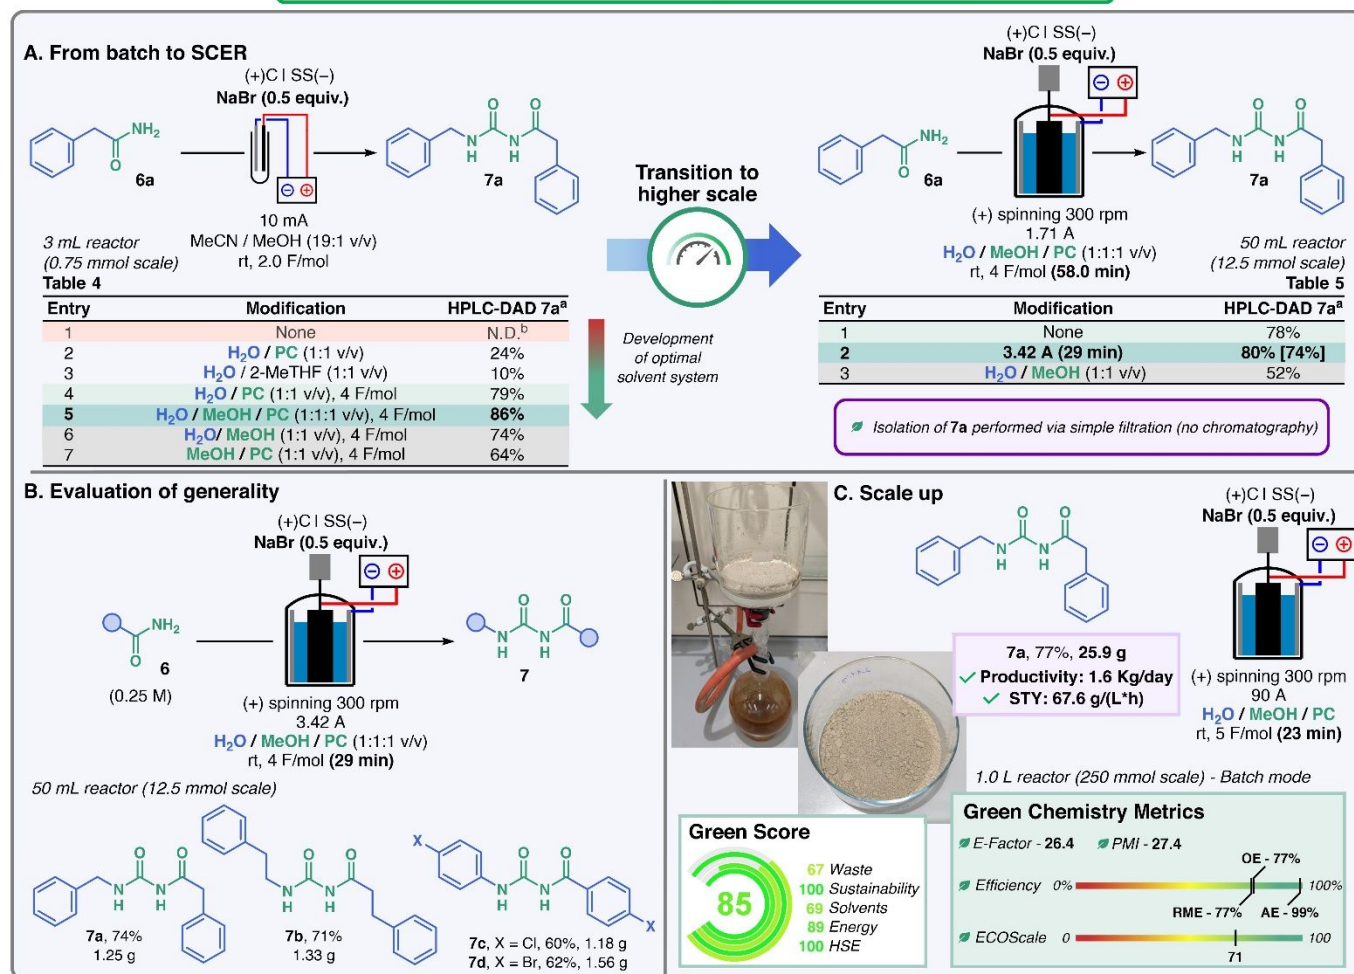 A. From batch to SCER
(+)C | SS(−)
NaBr (0.5 equiv.)
NH2
O
6a
10 mA
MeCN / MeOH (19:1 v/v)
rt, 2.0 F/mol
O O
N N
H H
7a
3 mL reactor
(0.75 mmol scale)
Table 4
Entry Modification HPLC-DAD 7aᵃ
1 None N.D.ᵇ
2 H2O / PC (1:1 v/v) 24%
3 H2O / 2-MeTHF (1:1 v/v) 10%
4 H2O / PC (1:1 v/v), 4 F/mol 79%
5 H2O / MeOH / PC (1:1:1 v/v), 4 F/mol 86%
6 H2O/ MeOH (1:1 v/v), 4 F/mol 74%
7 MeOH / PC (1:1 v/v), 4 F/mol 64%
Transition to
higher scale
Development
of optimal
solvent system
(+)C | SS(−)
NaBr (0.5 equiv.)
NH2
O
6a
(+) spinning 300 rpm
1.71 A
H2O / MeOH / PC (1:1:1 v/v)
rt, 4 F/mol (58.0 min)
O O
N N
H H
7a
50 mL reactor
(12.5 mmol scale)
Table 5
Entry Modification HPLC-DAD 7aᵃ
1 None 78%
2 3.42 A (29 min) 80% [74%]
3 H2O / MeOH (1:1 v/v) 52%
Isolation of 7a performed via simple filtration (no chromatography)
B. Evaluation of generality
(+)C | SS(−)
NaBr (0.5 equiv.)
NH2
O
6
(0.25 M)
(+) spinning 300 rpm
3.42 A
H2O / MeOH / PC (1:1:1 v/v)
rt, 4 F/mol (29 min)
O O
N N
H H
7
50 mL reactor (12.5 mmol scale)
O O
N N
H H
7a, 74%
1.25 g
O O
N N
H H
7b, 71%
1.33 g
X
O O
N N
H H
X
7c, X = Cl, 60%, 1.18 g
7d, X = Br, 62%, 1.56 g
C. Scale up
O O
N N
H H
7a, 77%, 25.9 g
✓ Productivity: 1.6 Kg/day
✓ STY: 67.6 g/(L*h)
(+)C | SS(−)
NaBr (0.5 equiv.)
(+) spinning 300 rpm
90 A
H2O / MeOH / PC
rt, 5 F/mol (23 min)
1.0 L reactor (250 mmol scale) - Batch mode
Green Score
85
67 Waste
100 Sustainability
69 Solvents
89 Energy
100 HSE
Green Chemistry Metrics
E-Factor - 26.4 PMI - 27.4
OE - 77%
Efficiency 0% 100%
RME - 77% AE - 99%
ECOScale 0 100
71